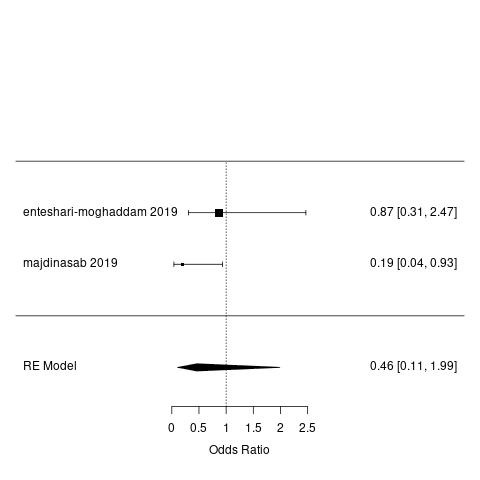 enteshari-moghaddam 2019 0.87 [0.31, 2.47]
majdinasab 2019 0.19 [0.04, 0.93]
RE Model 0.46 [0.11, 1.99]
0 0.5 1 1.5 2 2.5
Odds Ratio